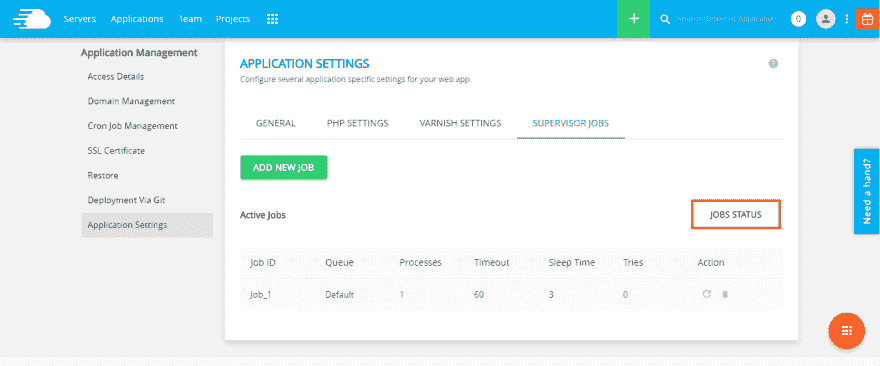 Servers Applications Team Projects
0
Application Management
Access Details
Domain Management
Cron Job Management
SSL Certificate
Restore
Deployment Via Git
Application Settings
APPLICATION SETTINGS
Configure several application specific settings for your web app.
GENERAL PHP SETTINGS VARNISH SETTINGS SUPERVISOR JOBS
ADD NEW JOB
Active Jobs
JOBS STATUS
Job ID Queue Processes Timeout Sleep Time Tries Action
Job_1 Default 1 60 3 0
Need a hand?